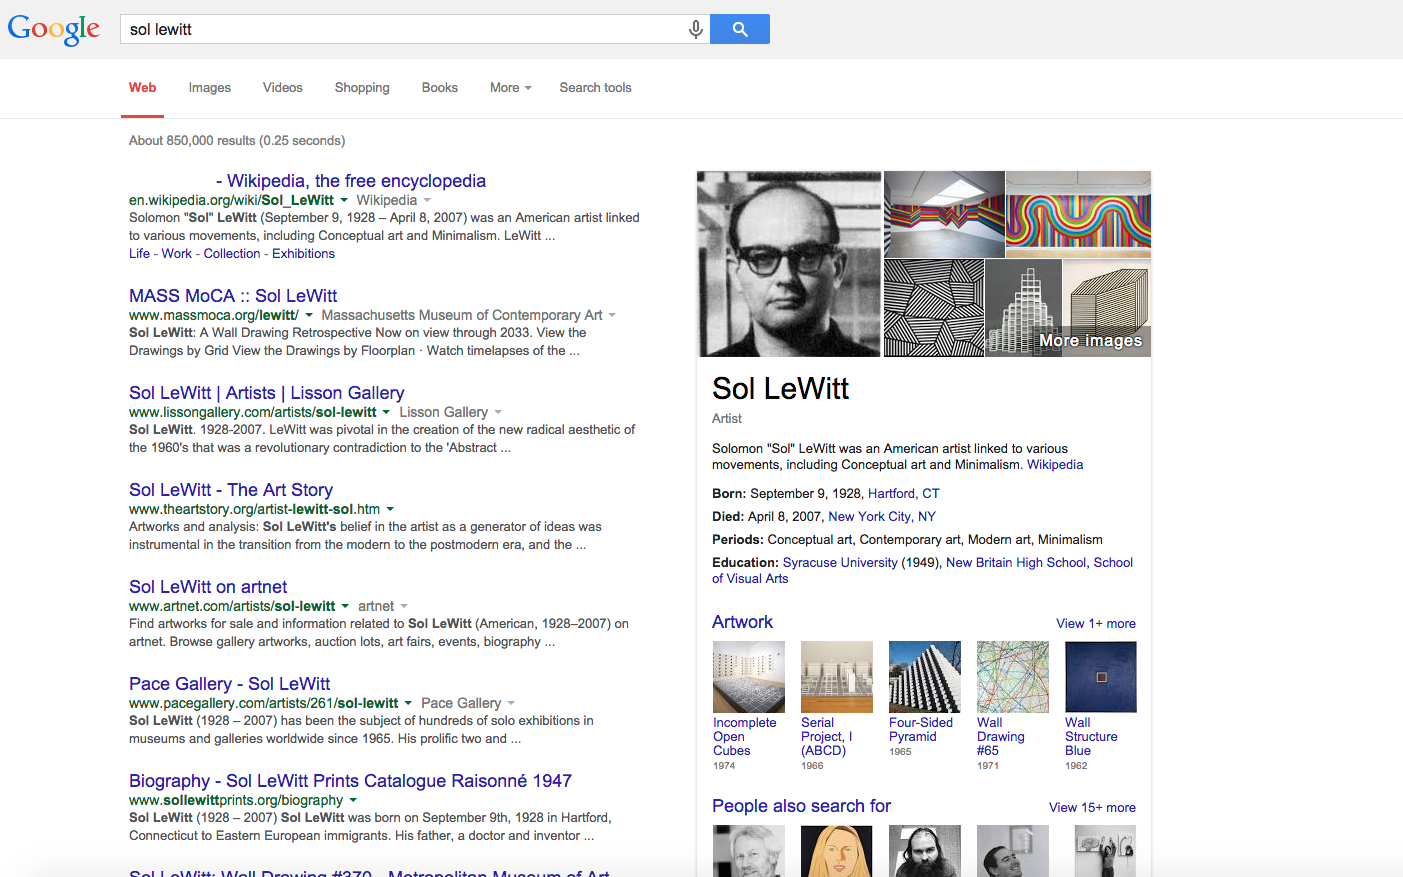 Google
sol lewitt
Web Images Videos Shopping Books More Search tools
About 850,000 results (0.25 seconds)
- Wikipedia, the free encyclopedia
en.wikipedia.org/wiki/Sol_LeWitt Wikipedia
Solomon "Sol" LeWitt (September 9, 1928 – April 8, 2007) was an American artist linked
to various movements, including Conceptual art and Minimalism. LeWitt ...
Life - Work - Collection - Exhibitions
MASS MoCA :: Sol LeWitt
www.massmoca.org/lewitt/ Massachusetts Museum of Contemporary Art
Sol LeWitt: A Wall Drawing Retrospective Now on view through 2033. View the
Drawings by Grid View the Drawings by Floorplan · Watch timelapses of the ...
Sol LeWitt | Artists | Lisson Gallery
www.lissongallery.com/artists/sol-lewitt Lisson Gallery
Sol LeWitt. 1928-2007. LeWitt was pivotal in the creation of the new radical aesthetic of
the 1960's that was a revolutionary contradiction to the 'Abstract ...
Sol LeWitt - The Art Story
www.theartstory.org/artist-lewitt-sol.htm
Artworks and analysis: Sol LeWitt's belief in the artist as a generator of ideas was
instrumental in the transition from the modern to the postmodern era, and the ...
Sol LeWitt on artnet
www.artnet.com/artists/sol-lewitt artnet
Find artworks for sale and information related to Sol LeWitt (American, 1928–2007) on
artnet. Browse gallery artworks, auction lots, art fairs, events, biography ...
Pace Gallery - Sol LeWitt
www.pacegallery.com/artists/261/sol-lewitt Pace Gallery
Sol LeWitt (1928 – 2007) has been the subject of hundreds of solo exhibitions in
museums and galleries worldwide since 1965. His prolific two and ...
Biography - Sol LeWitt Prints Catalogue Raisonné 1947
www.sollewittprints.org/biography
Sol LeWitt (1928 – 2007) Sol LeWitt was born on September 9th, 1928 in Hartford,
Connecticut to Eastern European immigrants. His father, a doctor and inventor ...
Sol LeWitt: Wall Drawing #370 - Metropolitan Museum of Art
More images
Sol LeWitt
Artist
Solomon "Sol" LeWitt was an American artist linked to various
movements, including Conceptual art and Minimalism. Wikipedia
Born: September 9, 1928, Hartford, CT
Died: April 8, 2007, New York City, NY
Periods: Conceptual art, Contemporary art, Modern art, Minimalism
Education: Syracuse University (1949), New Britain High School, School
of Visual Arts
Artwork View 1+ more
Incomplete
Open
Cubes
1974
Serial
Project, I
(ABCD)
1966
Four-Sided
Pyramid
1965
Wall
Drawing
#65
1971
Wall
Structure
Blue
1962
People also search for View 15+ more